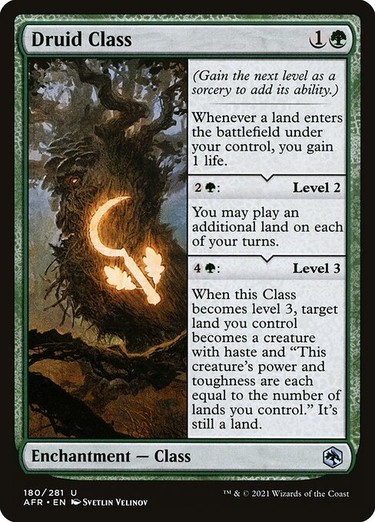 Druid Class 1
(Gain the next level as a
sorcery to add its ability.)
Whenever a land enters
the battlefield under
your control, you gain
1 life.
2 : Level 2
You may play an
additional land on each
of your turns.
4 : Level 3
When this Class
becomes level 3, target
land you control
becomes a creature
with haste and “This
creature's power and
toughness are each
equal to the number of
lands you control.” It's
still a land.
Enchantment — Class
180/281 U
AFR • EN Svetlin Velinov
™ & © 2021 Wizards of the Coast